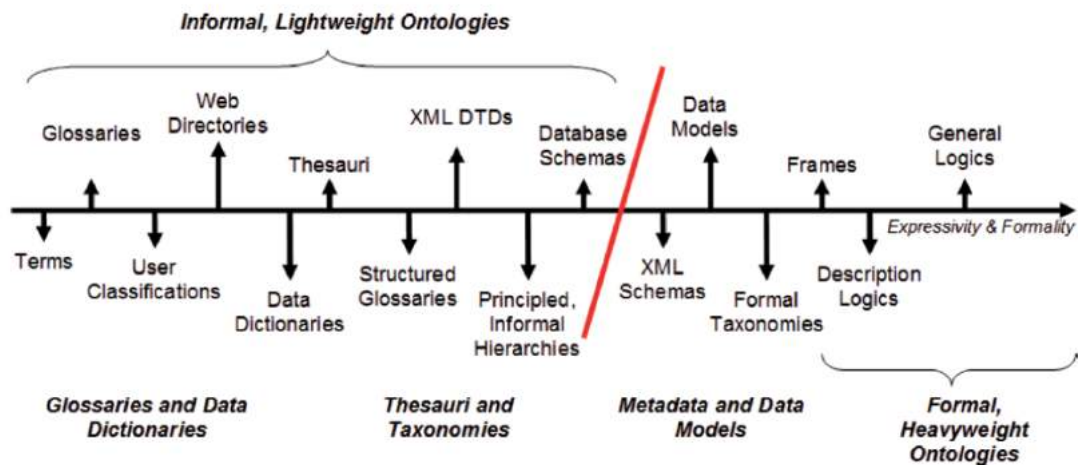 Informal, Lightweight Ontologies
Glossaries
Web
Directories
Thesauri
XML DTDs
Database
Schemas
Data
Models
Frames
General
Logics
Expressivity & Formality
Terms
User
Classifications
Data
Dictionaries
Structured
Glossaries
Principled,
Informal
Hierarchies
XML
Schemas
Formal
Taxonomies
Description
Logics
Glossaries and Data
Dictionaries
Thesauri and
Taxonomies
Metadata and Data
Models
Formal,
Heavyweight
Ontologies